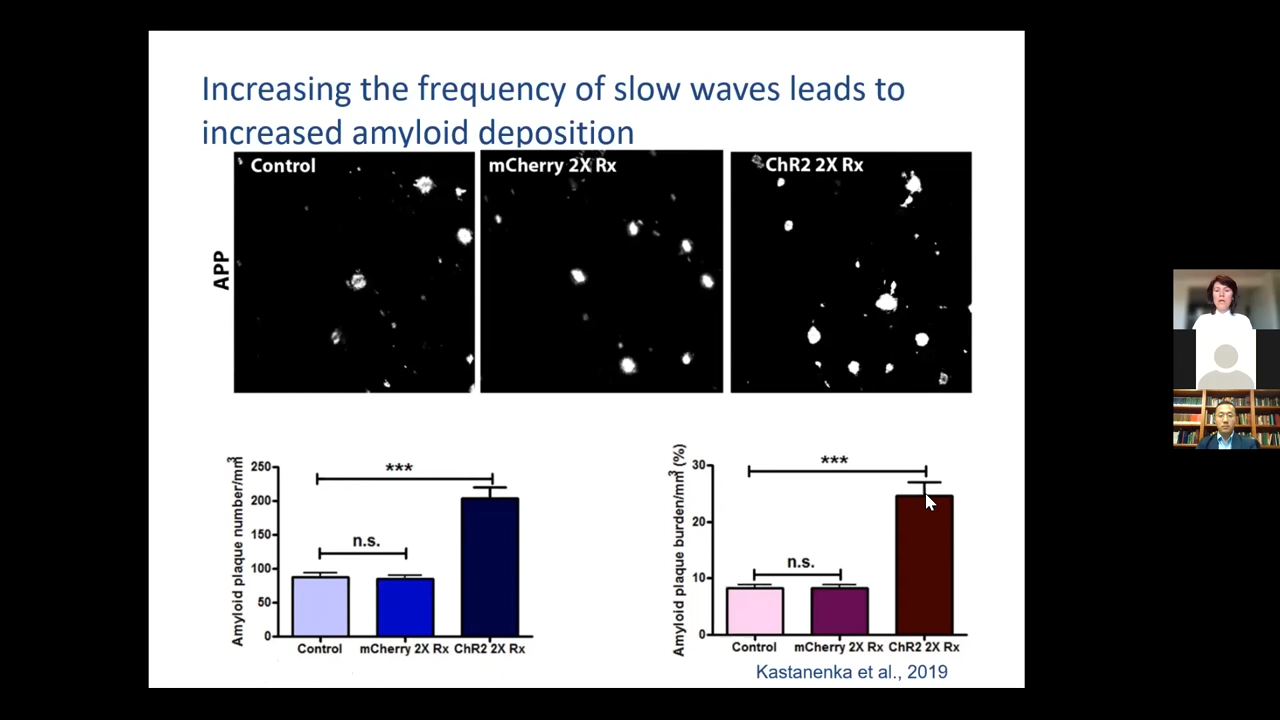 Increasing the frequency of slow waves leads to
increased amyloid deposition
Control
mCherry 2X Rx
ChR2 2X Rx
APP
Amyloid plaque number/mm3
250
200
150
100
50
0
***
n.s.
Control
mCherry 2X Rx
ChR2 2X Rx
Amyloid plaque burden/mm3 (%)
30
20
10
0
***
n.s.
Control
mCherry 2X Rx
ChR2 2X Rx
Kastanenka et al., 2019